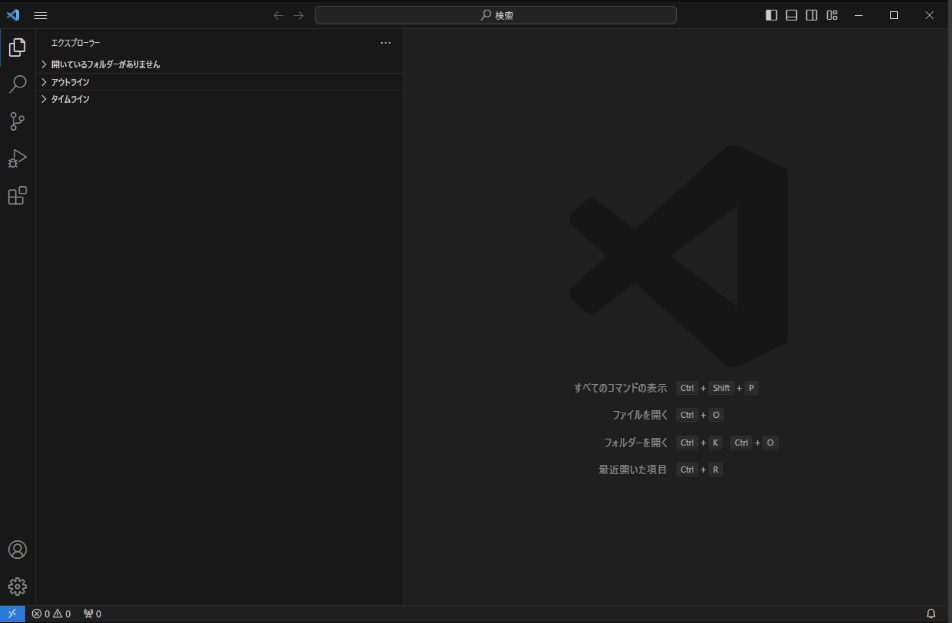 検索
エクスプローラー
開いているフォルダーがありません
アウトライン
タイムライン
すべてのコマンドの表示 Ctrl + Shift + P
ファイルを開く Ctrl + O
フォルダーを開く Ctrl + K Ctrl + O
最近開いた項目 Ctrl + R
0 0 0